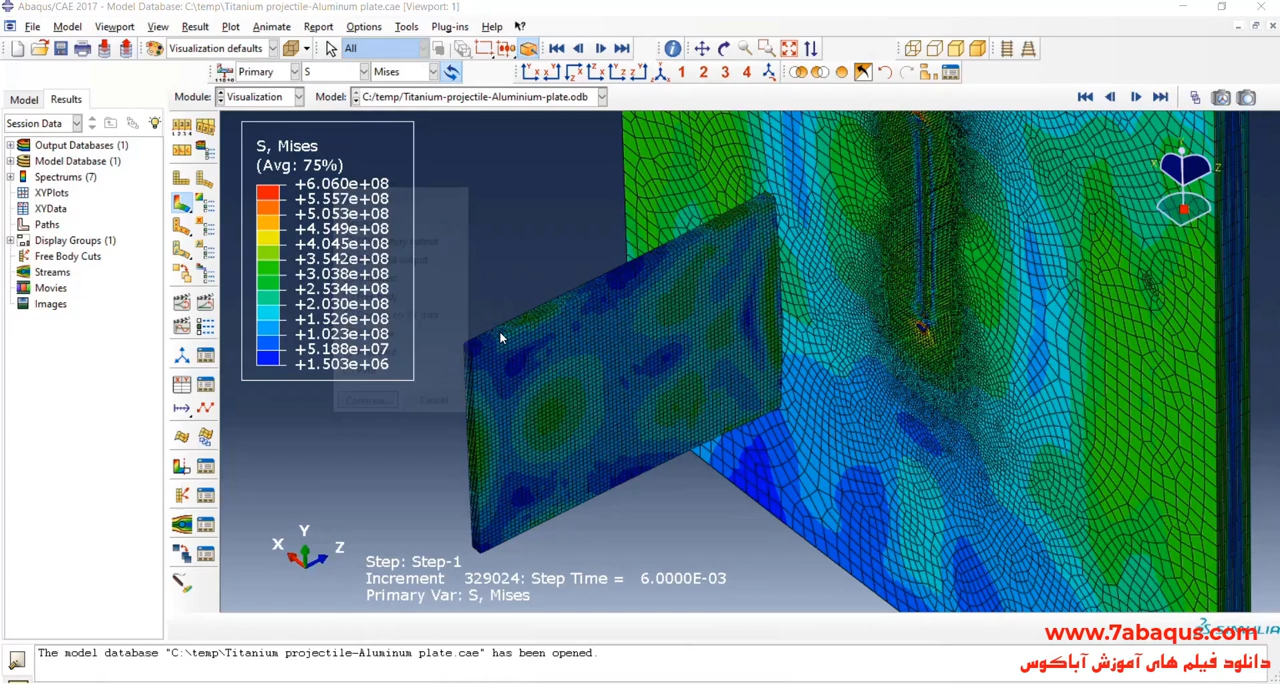 Abaqus/CAE 2017 - Model Database: C:\temp\Titanium projectile-Aluminum plate.cae [Viewport: 1]
File Model Viewport View Result Plot Animate Report Options Tools Plug-ins Help
Visualization defaults All
Primary S Mises 1 2 3 4
Model Results Module: Visualization Model: C:/temp/Titanium-projectile-Aluminium-plate.odb
Session Data
Output Databases (1)
Model Database (1)
Spectrums (7)
XYPlots
XYData
Paths
Display Groups (1)
Free Body Cuts
Streams
Movies
Images
S, Mises
(Avg: 75%)
+6.060e+08
+5.557e+08
+5.053e+08
+4.549e+08
+4.045e+08
+3.542e+08
+3.038e+08
+2.534e+08
+2.030e+08
+1.526e+08
+1.023e+08
+5.188e+07
+1.503e+06
Continue... Cancel
Y
Z
Y
X Z
Step: Step-1
Increment 329024: Step Time = 6.0000E-03
Primary Var: S, Mises
SIMULIA
www.7abaqus.com
دانلود فیلم های آموزش آباکوس
The model database "C:\temp\Titanium projectile-Aluminum plate.cae" has been opened.